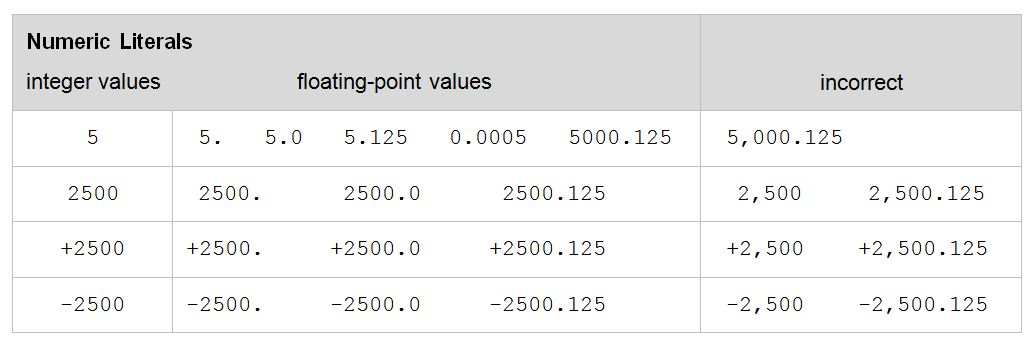 Numeric Literals
integer values floating-point values incorrect
5 5. 5.0 5.125 0.0005 5000.125 5,000.125
2500 2500. 2500.0 2500.125 2,500 2,500.125
+2500 +2500. +2500.0 +2500.125 +2,500 +2,500.125
-2500 -2500. -2500.0 -2500.125 -2,500 -2,500.125